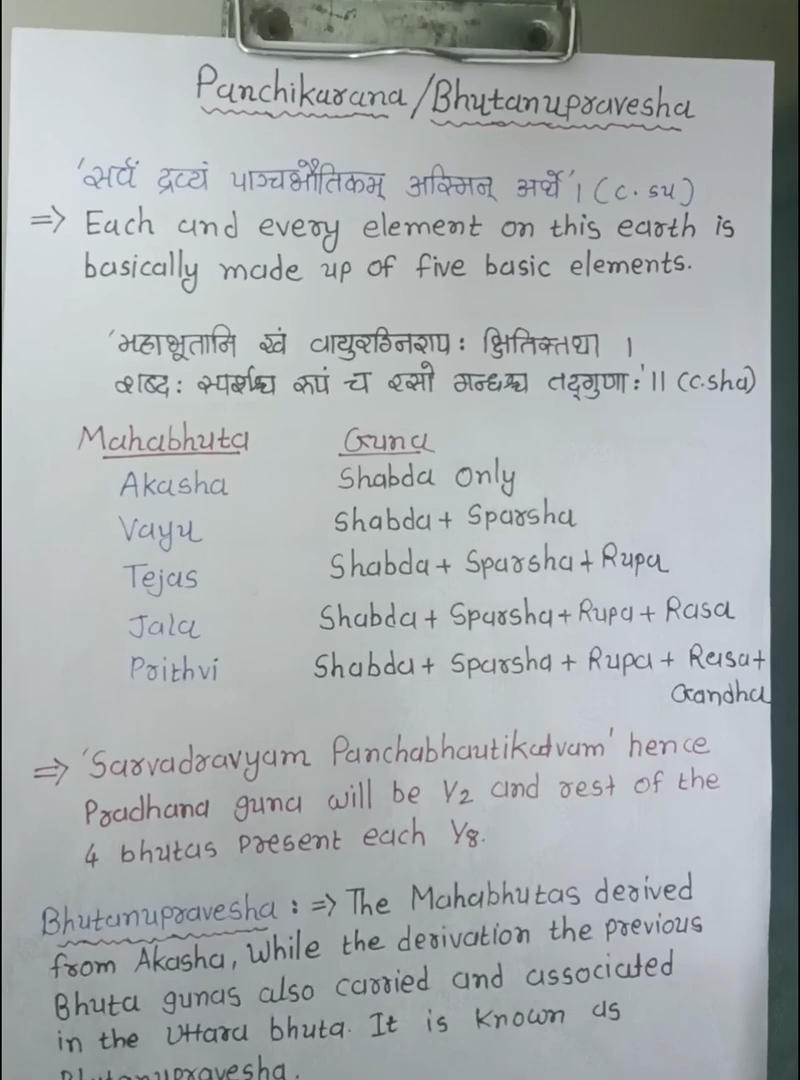 Panchikarana/Bhutanupravesha
'सर्वं द्रव्यं पाञ्चभौतिकम् अस्मिन् अर्थे'। (c. su)
=> Each and every element on this earth is
basically made up of five basic elements.
'महाभूतानि खं वायुरग्निराप: क्षितिक्तथा ।
शब्द: स्पर्शश्च रूपं च रसो गन्धश्च तद्गुणा:'॥ (c.sha)
Mahabhuta Guna
Akasha Shabda Only
Vayu Shabda + Sparsha
Tejas Shabda + Sparsha + Rupa
Jala Shabda + Sparsha + Rupa + Rasa
Prithvi Shabda + Sparsha + Rupa + Rasa +
Gandha
=> 'Sarvadravyam Panchabhautikatvam' hence
Pradhana guna will be 1/2 and rest of the
4 bhutas present each 1/8.
Bhutanupravesha : => The Mahabhutas derived
from Akasha, While the derivation the previous
Bhuta gunas also carried and associated
in the Uttara bhuta. It is known as
Bhutanupravesha.